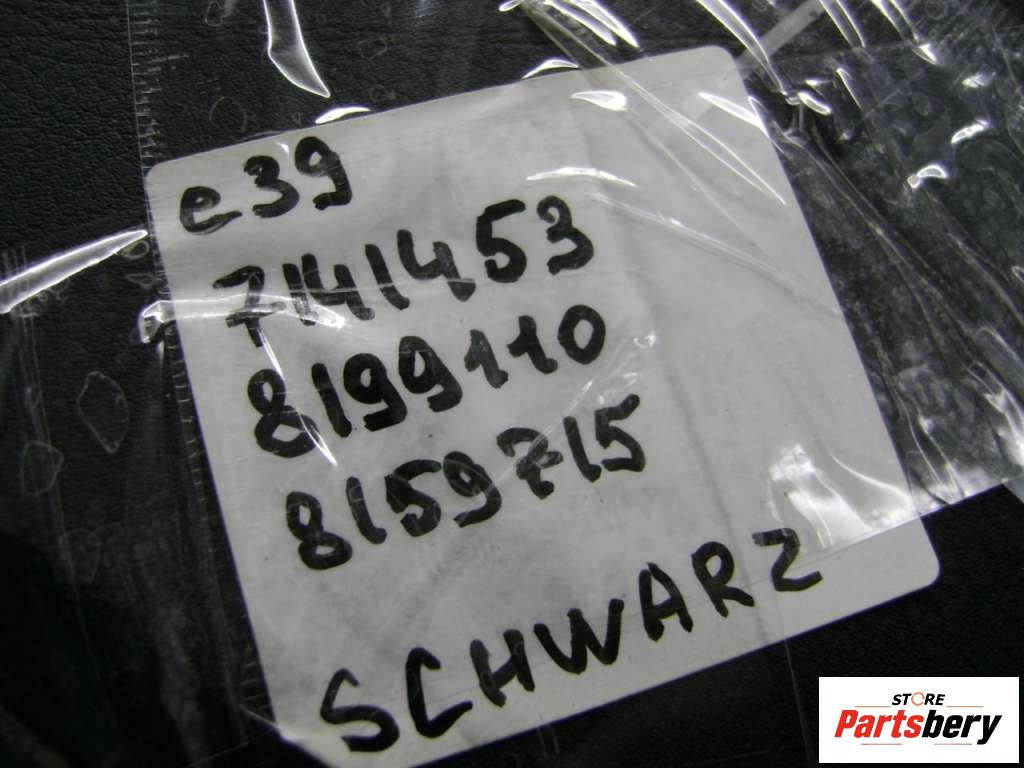 e39
7141453
8199110
8159715
SCHWARZ
STORE
Partsbery